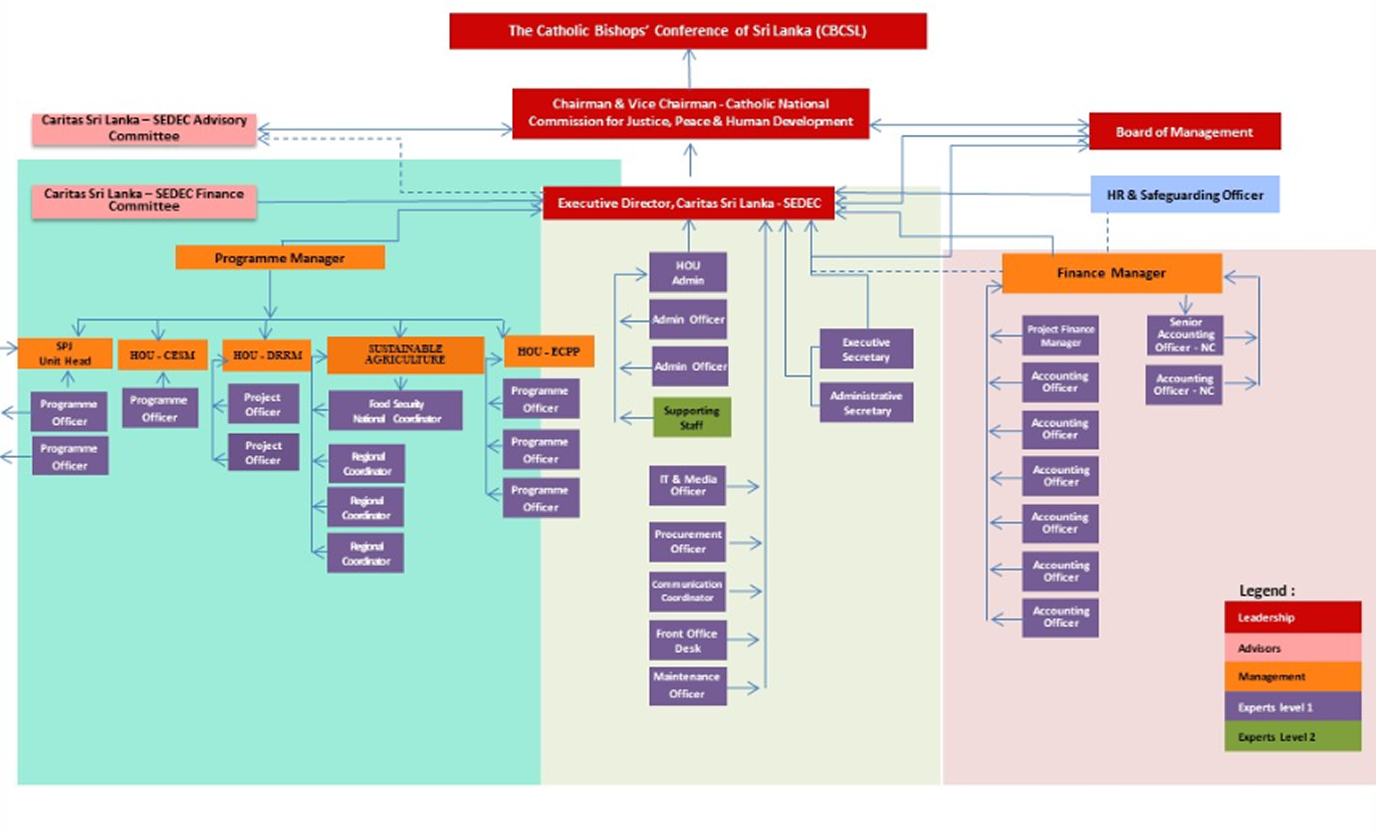 The Catholic Bishops' Conference of Sri Lanka (CBCSL)
Chairman & Vice Chairman - Catholic National
Commission for Justice, Peace & Human Development
Caritas Sri Lanka – SEDEC Advisory
Committee
Board of Management
Caritas Sri Lanka – SEDEC Finance
Committee
Executive Director, Caritas Sri Lanka - SEDEC
HR & Safeguarding Officer
Programme Manager
SPJ
Unit Head
Programme
Officer
Programme
Officer
HOU - CESM
Programme
Officer
HOU - DRRM
Project
Officer
Project
Officer
SUSTAINABLE
AGRICULTURE
Food Security
National Coordinator
Regional
Coordinator
Regional
Coordinator
Regional
Coordinator
HOU - ECPP
Programme
Officer
Programme
Officer
Programme
Officer
HOU
Admin
Admin Officer
Admin Officer
Supporting
Staff
IT & Media
Officer
Procurement
Officer
Communication
Coordinator
Front Office
Desk
Maintenance
Officer
Executive
Secretary
Administrative
Secretary
Finance Manager
Project Finance
Manager
Accounting
Officer
Accounting
Officer
Accounting
Officer
Accounting
Officer
Accounting
Officer
Accounting
Officer
Senior
Accounting
Officer - NC
Accounting
Officer - NC
Legend :
Leadership
Advisors
Management
Experts level 1
Experts Level 2